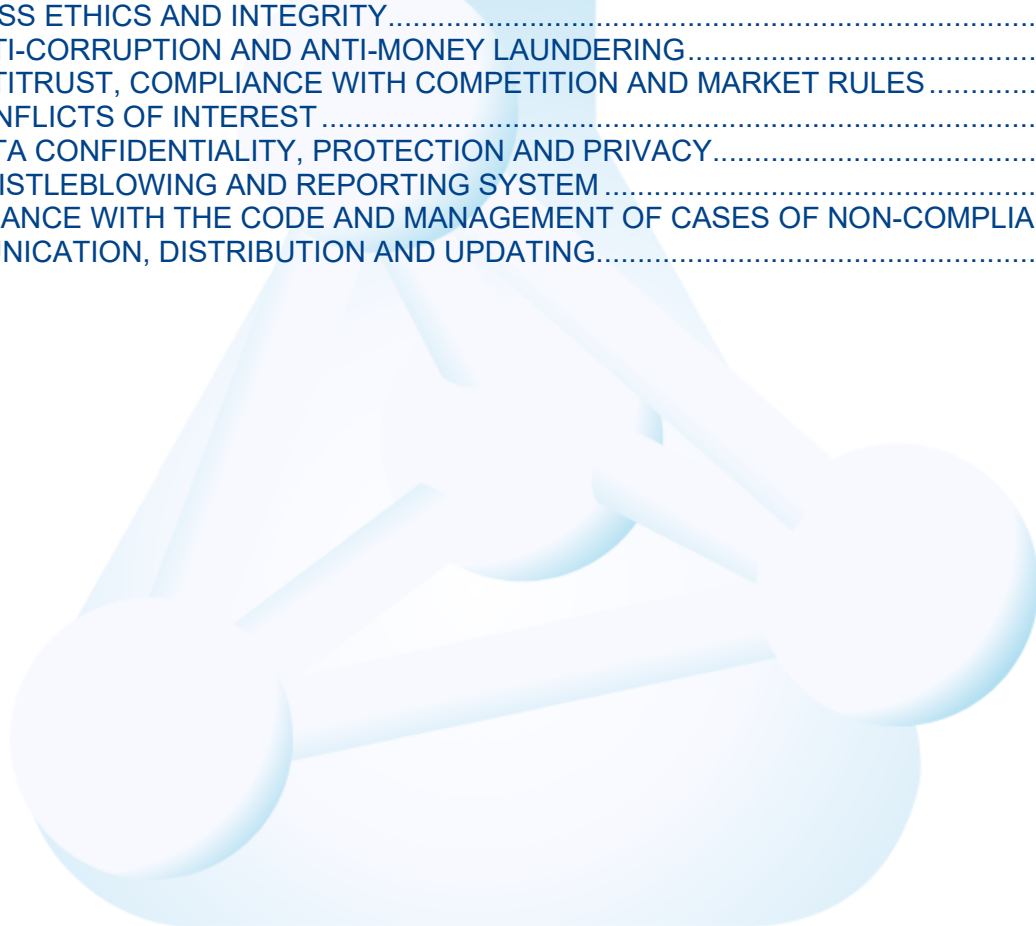 SS ETHICS AND INTEGRITY...............................................................................
TI-CORRUPTION AND ANTI-MONEY LAUNDERING..........................................
TITRUST, COMPLIANCE WITH COMPETITION AND MARKET RULES.............
NFLICTS OF INTEREST.......................................................................................
TA CONFIDENTIALITY, PROTECTION AND PRIVACY.......................................
ISTLEBLOWING AND REPORTING SYSTEM....................................................
ANCE WITH THE CODE AND MANAGEMENT OF CASES OF NON-COMPLIA
NICATION, DISTRIBUTION AND UPDATING.....................................................